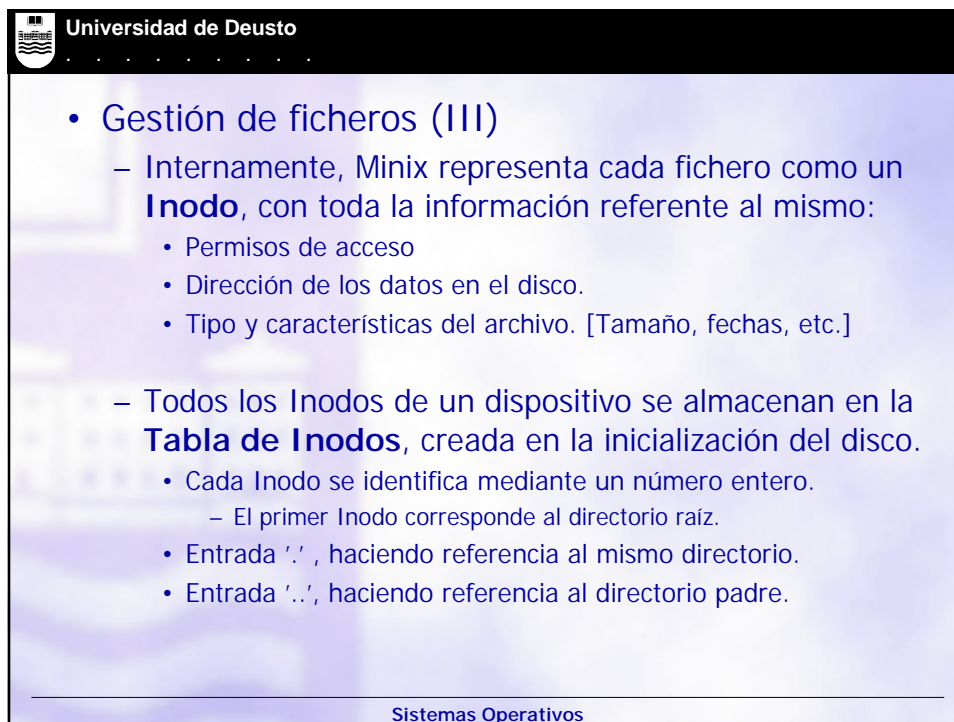 Universidad de Deusto
. . . . . . . . .
• Gestión de ficheros (III)
– Internamente, Minix representa cada fichero como un
Inodo, con toda la información referente al mismo:
• Permisos de acceso
• Dirección de los datos en el disco.
• Tipo y características del archivo. [Tamaño, fechas, etc.]
– Todos los Inodos de un dispositivo se almacenan en la
Tabla de Inodos, creada en la inicialización del disco.
• Cada Inodo se identifica mediante un número entero.
– El primer Inodo corresponde al directorio raíz.
• Entrada '.' , haciendo referencia al mismo directorio.
• Entrada '..', haciendo referencia al directorio padre.
Sistemas Operativos